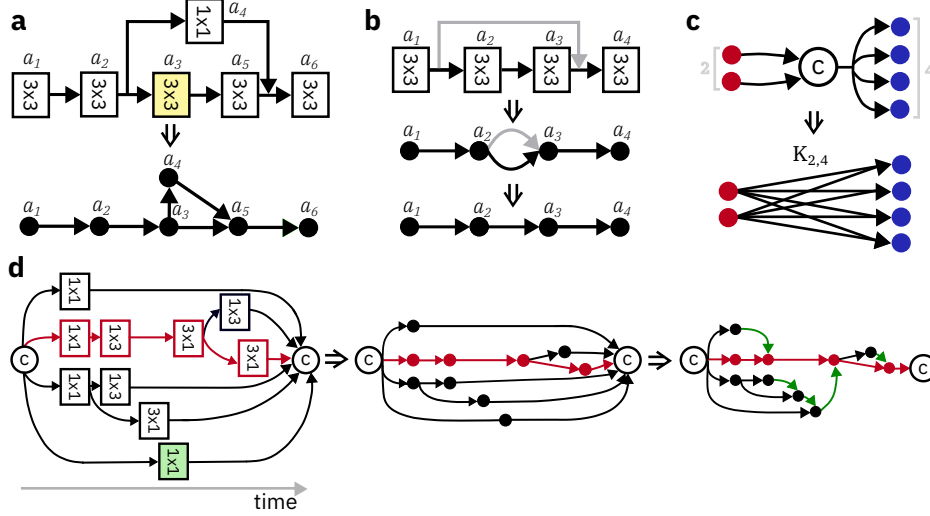 a
a4
1x1
a1 a2 a3 a5 a6
3x3 3x3 3x3 3x3 3x3
a4
a1 a2 a3 a5 a6
b
a1 a2 a3 a4
3x3 3x3 3x3 3x3
a1 a2 a3 a4
a1 a2 a3 a4
c
2 C 4
K2,4
d
1x1
1x3
1x1 1x3 3x1
3x1
C C C C C C
1x1 1x3
3x1
1x1
time